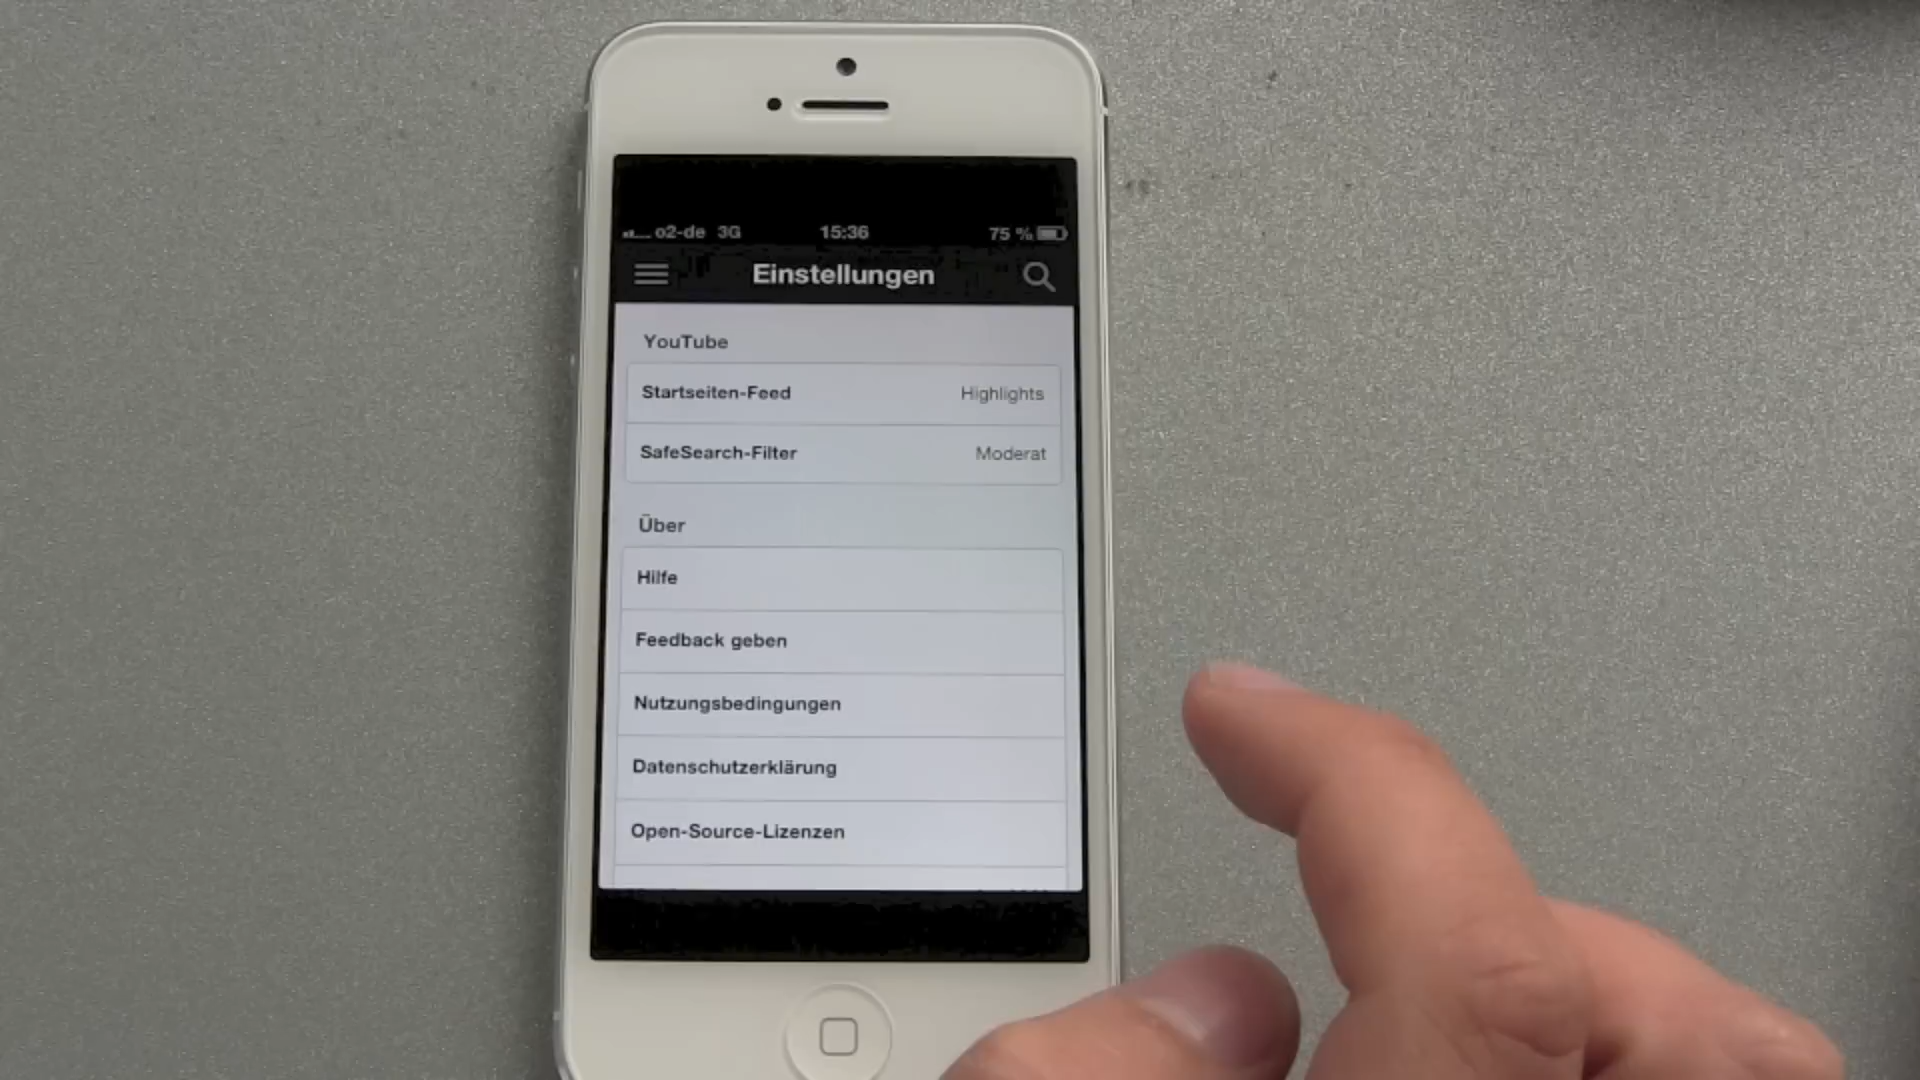 o2-de 3G 15:36 75 %
Einstellungen
YouTube
Startseiten-Feed Highlights
SafeSearch-Filter Moderat
Über
Hilfe
Feedback geben
Nutzungsbedingungen
Datenschutzerklärung
Open-Source-Lizenzen